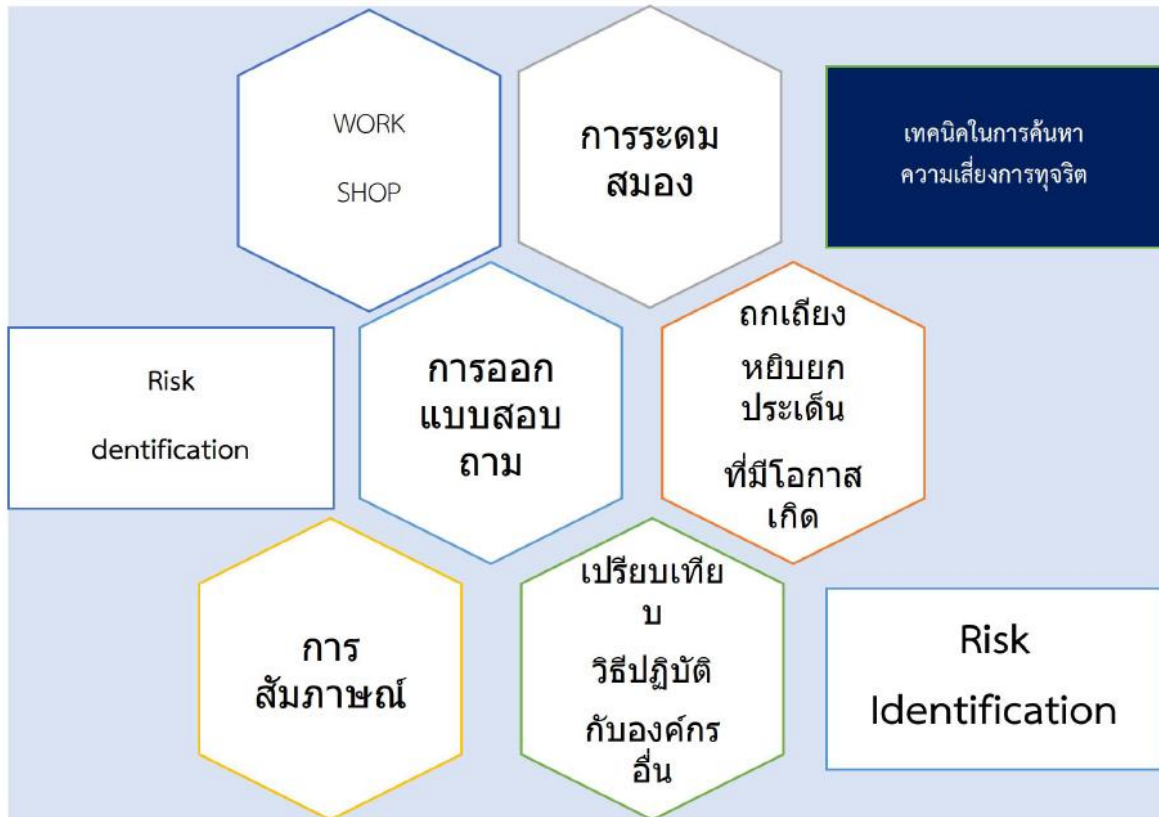 WORK
SHOP
การระดม
สมอง
เทคนิคในการค้นหา
ความเสี่ยงการทุจริต
Risk
dentification
การออก
แบบสอบ
ถาม
ถกเถียง
หยิบยก
ประเด็น
ที่มีโอกาส
เกิด
การ
สัมภาษณ์
เปรียบเทีย
บ
วิธีปฏิบัติ
กับองค์กร
อื่น
Risk
Identification